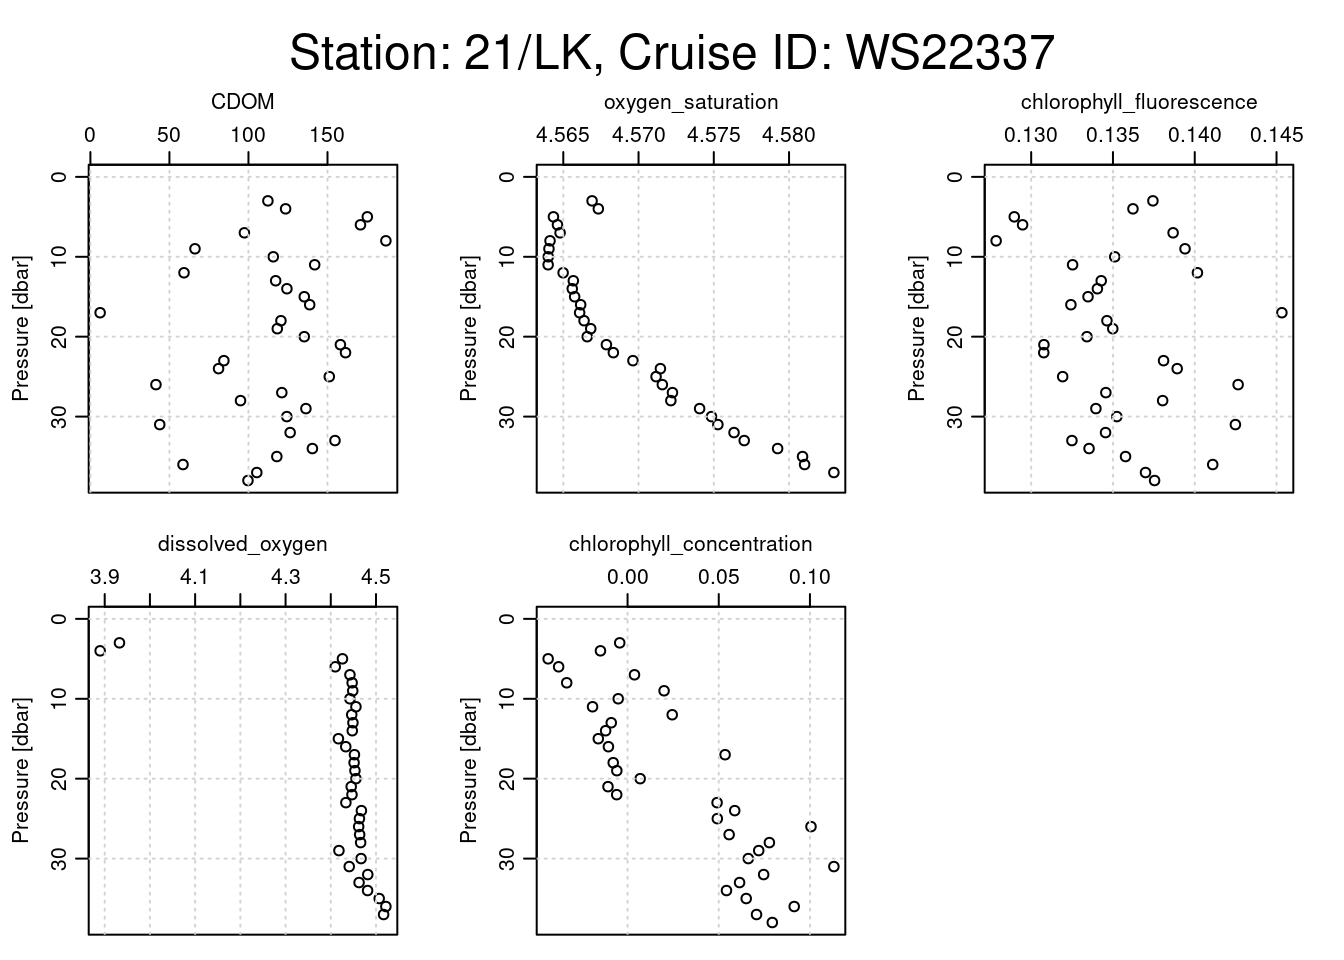 Station: 21/LK, Cruise ID: WS22337
CDOM
0 50 100 150
Pressure [dbar]
0
10
20
30
oxygen_saturation
4.565 4.570 4.575 4.580
Pressure [dbar]
0
10
20
30
chlorophyll_fluorescence
0.130 0.135 0.140 0.145
Pressure [dbar]
0
10
20
30
dissolved_oxygen
3.9 4.1 4.3 4.5
Pressure [dbar]
0
10
20
30
chlorophyll_concentration
0.00 0.05 0.10
Pressure [dbar]
0
10
20
30